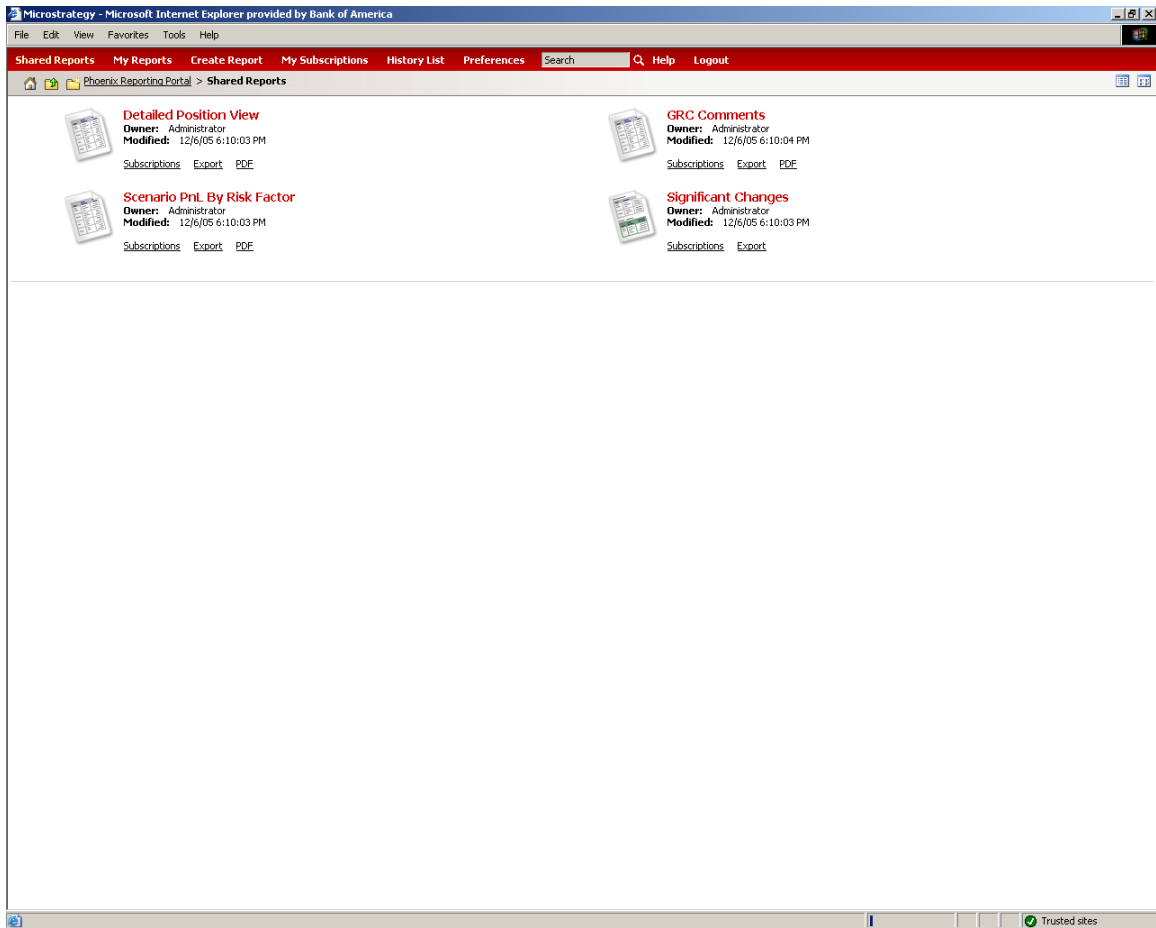 Microstrategy - Microsoft Internet Explorer provided by Bank of America
File Edit View Favorites Tools Help
Shared Reports My Reports Create Report My Subscriptions History List Preferences Search Help Logout
Phoenix Reporting Portal > Shared Reports
Detailed Position View
Owner: Administrator
Modified: 12/6/05 6:10:03 PM
Subscriptions Export PDF
GRC Comments
Owner: Administrator
Modified: 12/6/05 6:10:04 PM
Subscriptions Export PDF
Scenario PnL By Risk Factor
Owner: Administrator
Modified: 12/6/05 6:10:03 PM
Subscriptions Export PDF
Significant Changes
Owner: Administrator
Modified: 12/6/05 6:10:03 PM
Subscriptions Export
Trusted sites